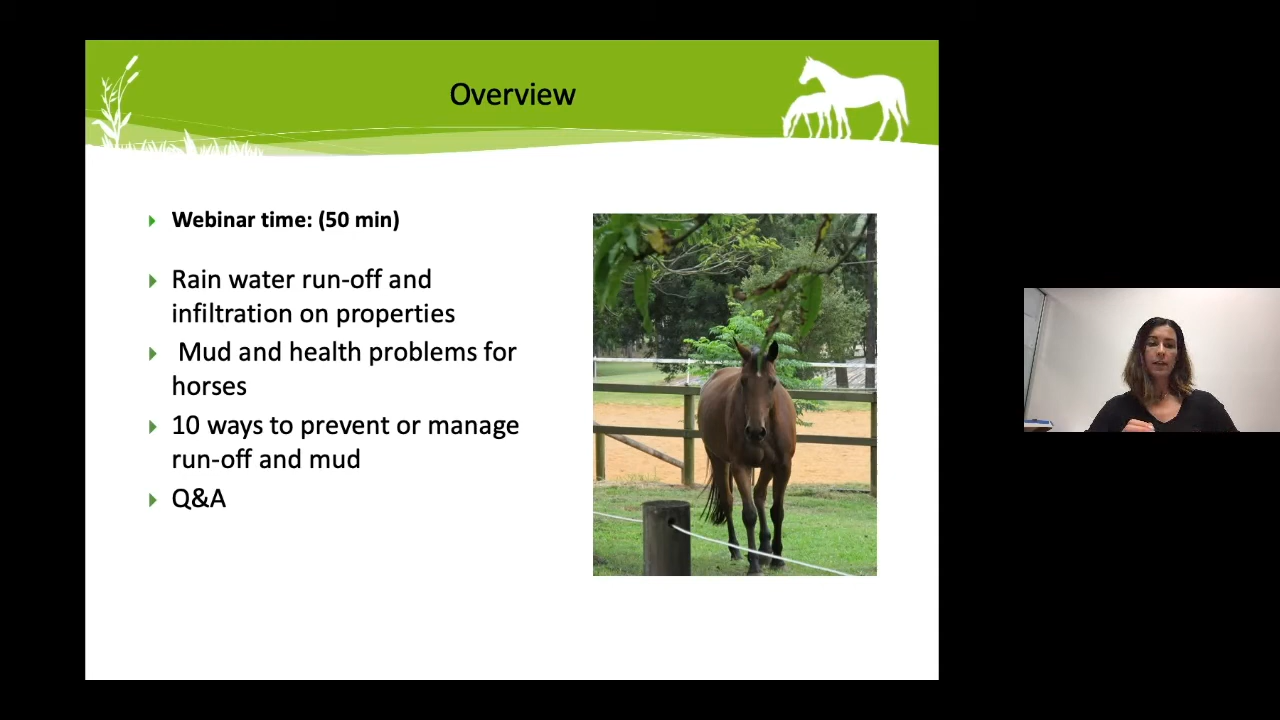 Overview
Webinar time: (50 min)
Rain water run-off and
infiltration on properties
Mud and health problems for
horses
10 ways to prevent or manage
run-off and mud
Q&A